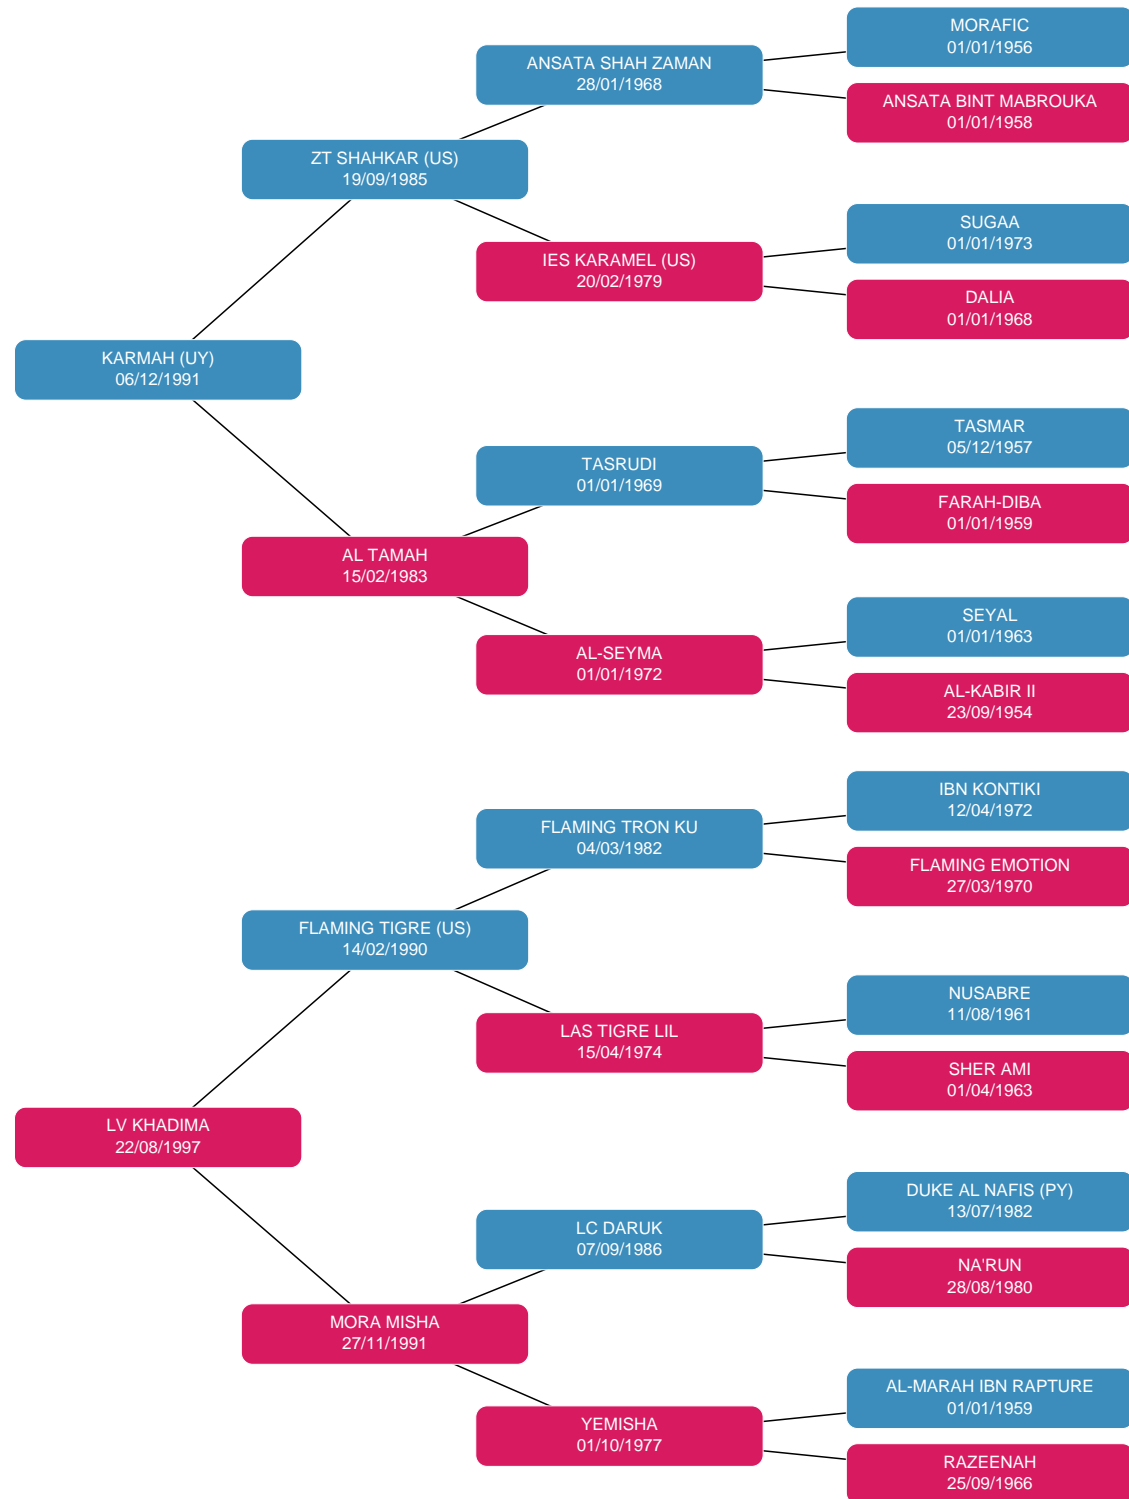 MORAFIC
01/01/1956
ANSATA SHAH ZAMAN
28/01/1968
ANSATA BINT MABROUKA
01/01/1958
ZT SHAHKAR (US)
19/09/1985
SUGAA
01/01/1973
IES KARAMEL (US)
20/02/1979
DALIA
01/01/1968
KARMAH (UY)
06/12/1991
TASMAR
05/12/1957
TASRUDI
01/01/1969
FARAH-DIBA
01/01/1959
AL TAMAH
15/02/1983
SEYAL
01/01/1963
AL-SEYMA
01/01/1972
AL-KABIR II
23/09/1954
IBN KONTIKI
12/04/1972
FLAMING TRON KU
04/03/1982
FLAMING EMOTION
27/03/1970
FLAMING TIGRE (US)
14/02/1990
NUSABRE
11/08/1961
LAS TIGRE LIL
15/04/1974
SHER AMI
01/04/1963
LV KHADIMA
22/08/1997
DUKE AL NAFIS (PY)
13/07/1982
LC DARUK
07/09/1986
NA'RUN
28/08/1980
MORA MISHA
27/11/1991
AL-MARAH IBN RAPTURE
01/01/1959
YEMISHA
01/10/1977
RAZEENAH
25/09/1966